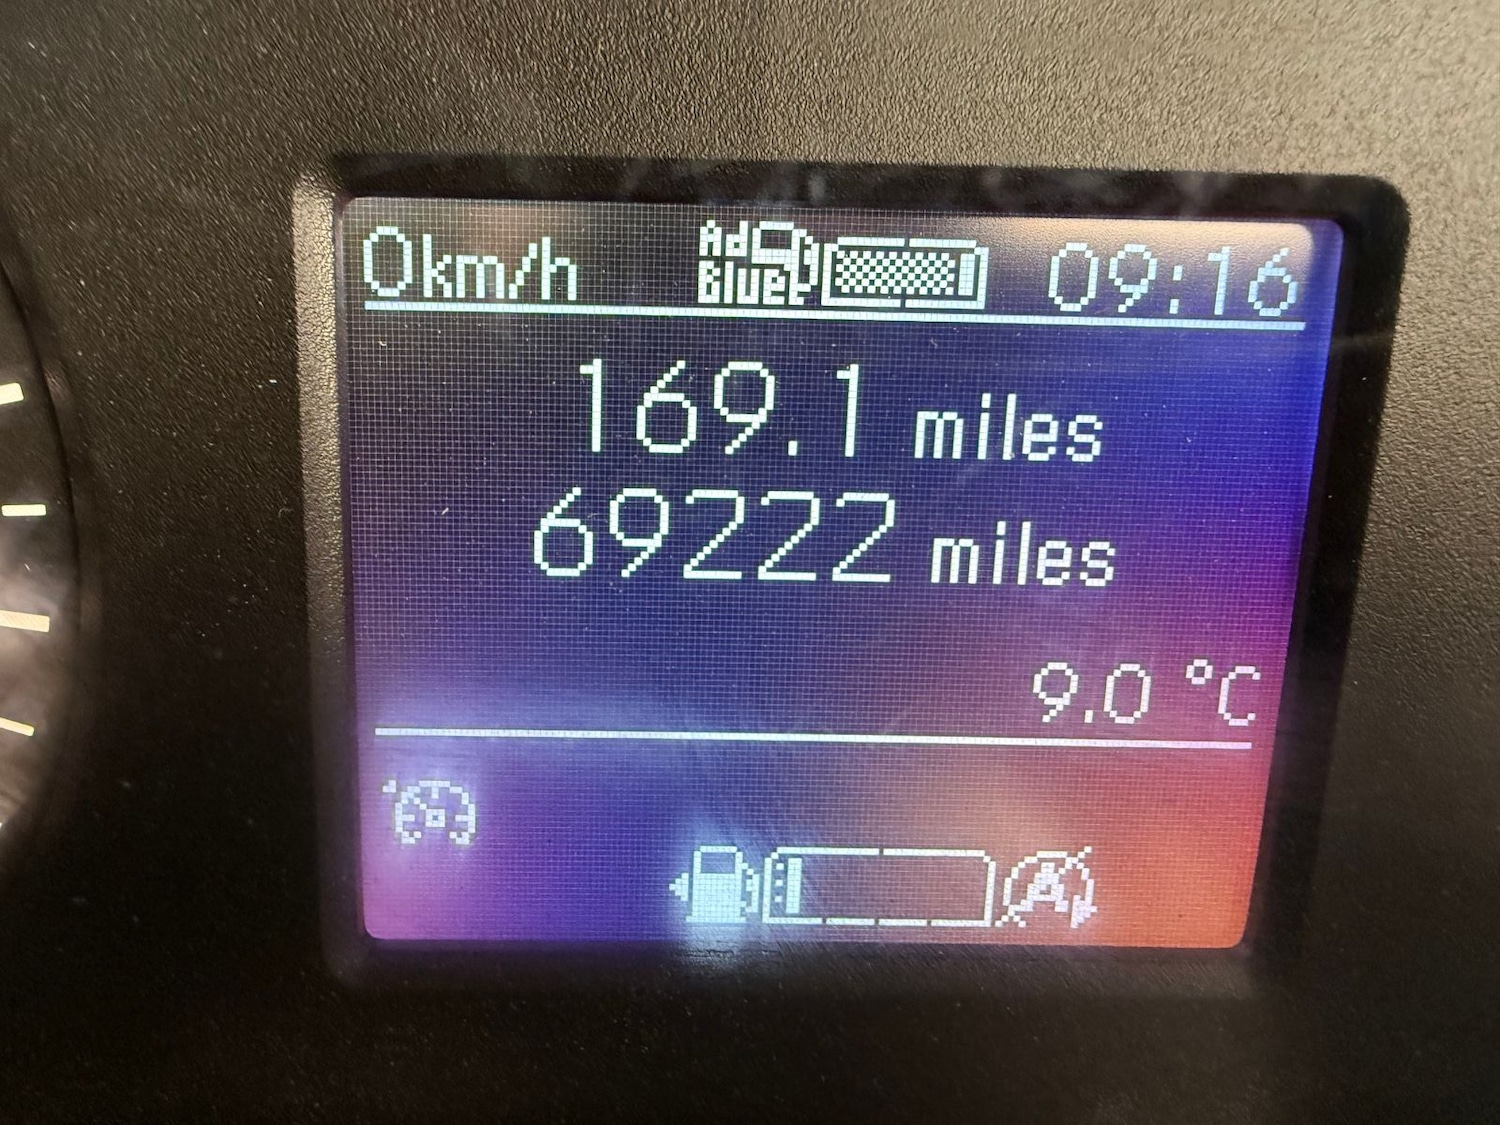 0km/h Ad Blue 09:16
169.1 miles
69222 miles
9.0 °C
A